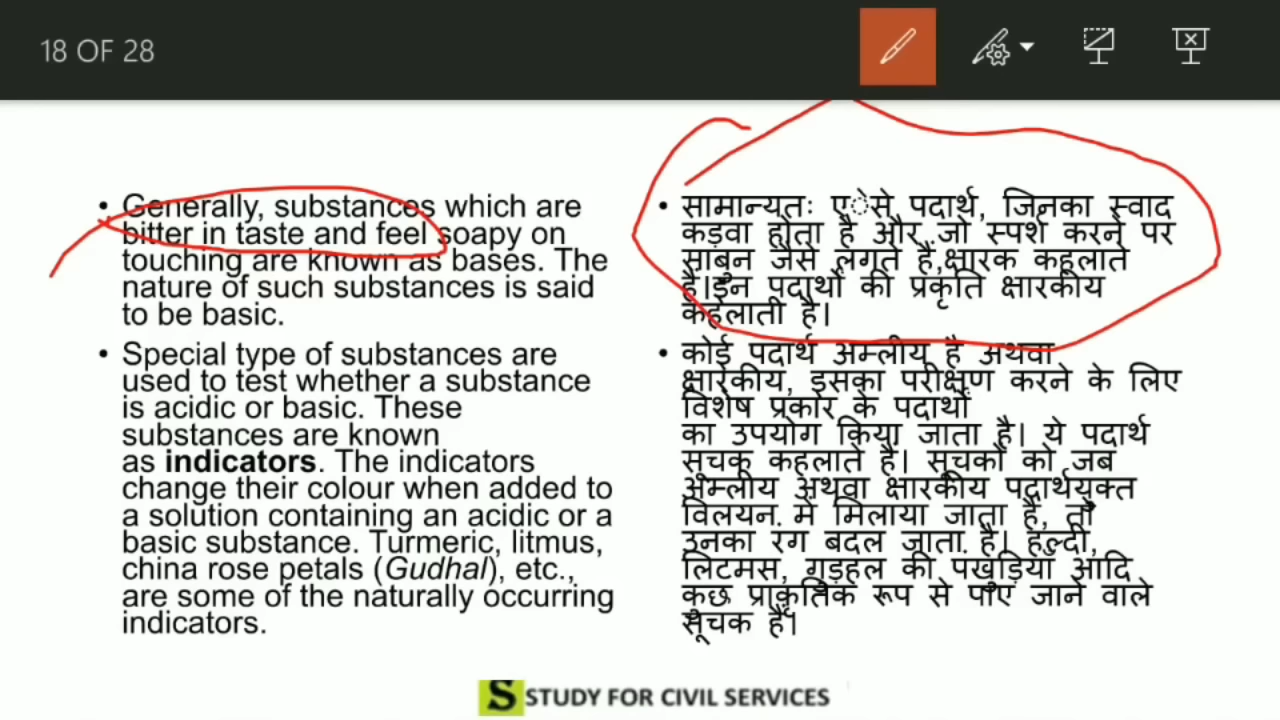 18 OF 28
• Generally, substances which are
bitter in taste and feel soapy on
touching are known as bases. The
nature of such substances is said
to be basic.
• Special type of substances are
used to test whether a substance
is acidic or basic. These
substances are known
as indicators. The indicators
change their colour when added to
a solution containing an acidic or a
basic substance. Turmeric, litmus,
china rose petals (Gudhal), etc.,
are some of the naturally occurring
indicators.
• सामान्यतः एेसे पदार्थ, जिनका स्वाद
कड़वा होता है और जो स्पर्श करने पर
साबुन जैसे लगते हैं,क्षारक कहलाते
हैं।इन पदार्थों की प्रकृति क्षारकीय
कहलाती है।
• कोई पदार्थ अम्लीय है अथवा
क्षारकीय, इसका परीक्षण करने के लिए
विशेष प्रकार के पदार्थों
का उपयोग किया जाता है। ये पदार्थ
सूचक कहलाते हैं। सूचकों को जब
अम्लीय अथवा क्षारकीय पदार्थयुक्त
विलयन में मिलाया जाता है, तो
उनका रंग बदल जाता है। हल्दी,
लिटमस, गुड़हल की पंखुड़ियाँ आदि
कुछ प्राकृतिक रूप से पाए जाने वाले
सूचक हैं।
S STUDY FOR CIVIL SERVICES